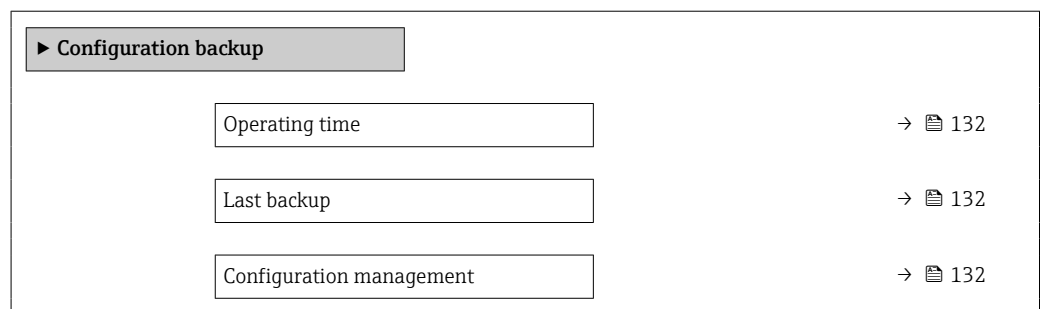 ► Configuration backup
Operating time → 132
Last backup → 132
Configuration management → 132